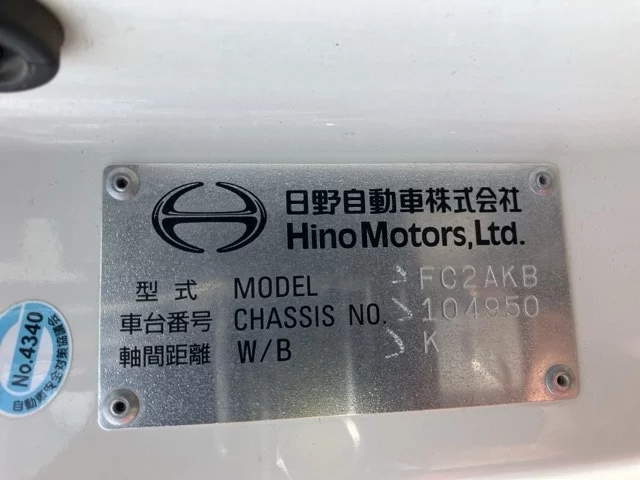 日野自動車株式会社
Hino Motors, Ltd.
型式 MODEL FC2AKB
車台番号 CHASSIS NO. 104950
軸間距離 W/B K
No.4340